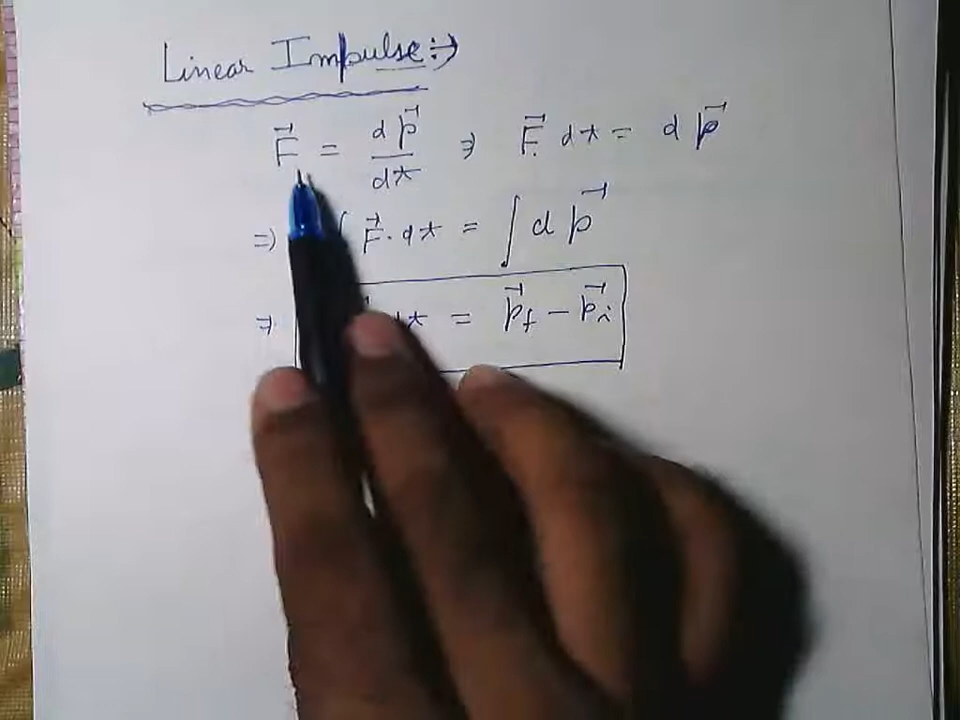 Linear Impulse :→
F⃗ = dp⃗/dt ⇒ F⃗. dt = dp⃗
⇒ ∫ F⃗. dt = ∫ dp⃗
⇒ dt = p⃗f − p⃗i